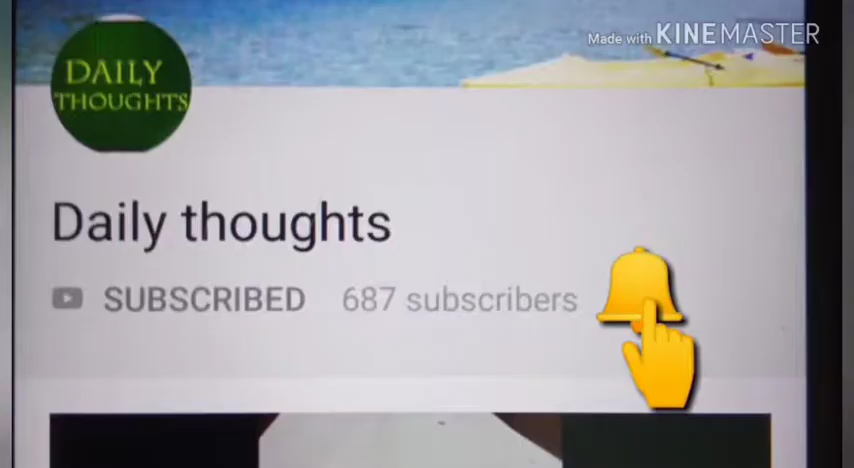 Made with KINEMASTER
DAILY
THOUGHTS
Daily thoughts
SUBSCRIBED 687 subscribers